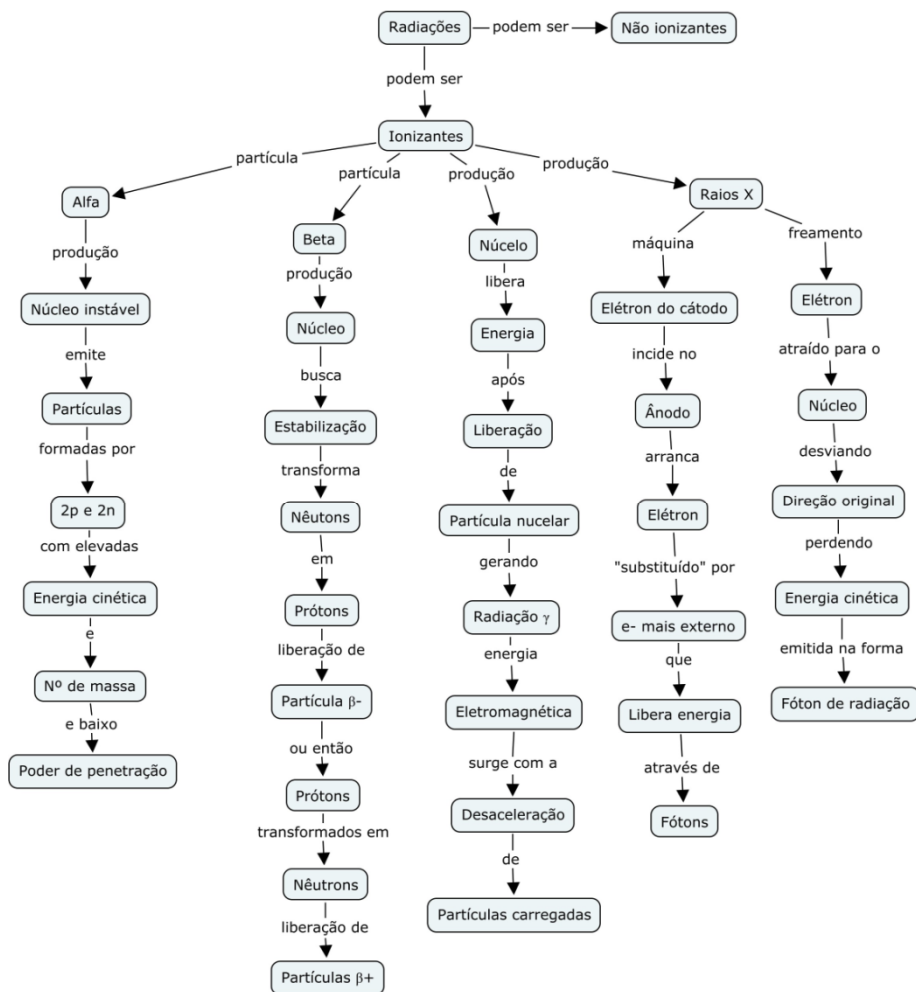 Radiações
podem ser
Não ionizantes
podem ser
Ionizantes
partícula
Alfa
produção
Núcleo instável
emite
Partículas
formadas por
2p e 2n
com elevadas
Energia cinética
e
Nº de massa
e baixo
Poder de penetração
partícula
Beta
produção
Núcleo
busca
Estabilização
transforma
Nêutons
em
Prótons
liberação de
Partícula β-
ou então
Prótons
transformados em
Nêutrons
liberação de
Partículas β+
produção
Núcelo
libera
Energia
após
Liberação
de
Partícula nucelar
gerando
Radiação γ
energia
Eletromagnética
surge com a
Desaceleração
de
Partículas carregadas
produção
Raios X
máquina
Elétron do cátodo
incide no
Ânodo
arranca
Elétron
"substituído" por
e- mais externo
que
Libera energia
através de
Fótons
freamento
Elétron
atraído para o
Núcleo
desviando
Direção original
perdendo
Energia cinética
emitida na forma
Fóton de radiação